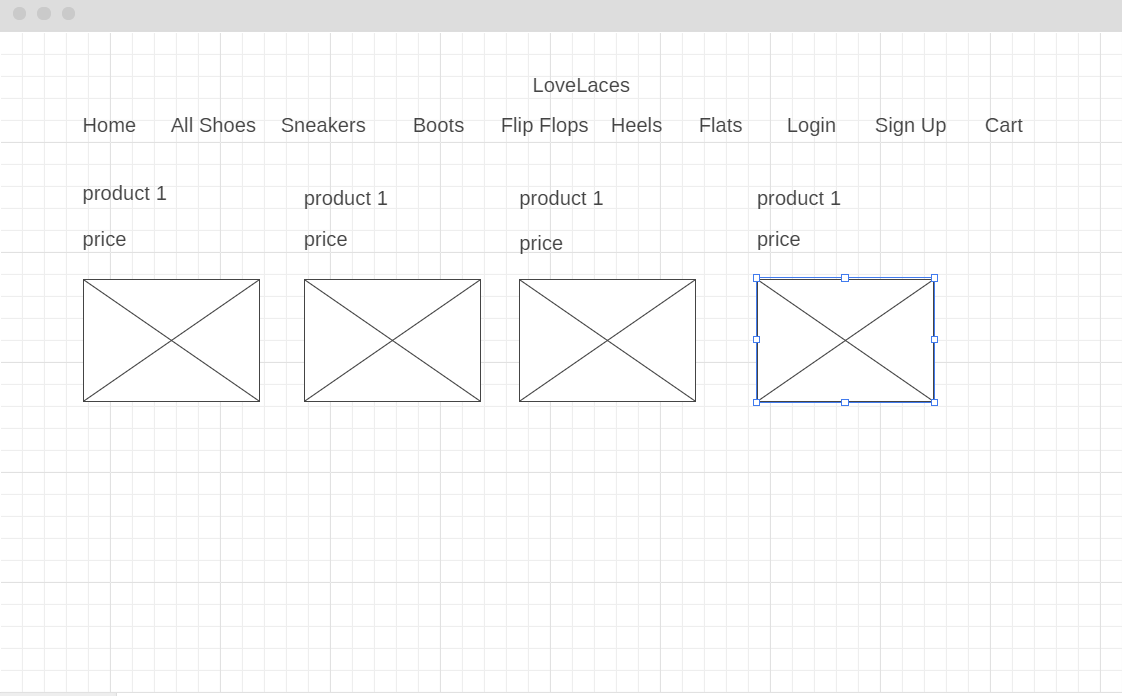 LoveLaces
Home All Shoes Sneakers Boots Flip Flops Heels Flats Login Sign Up Cart
product 1 product 1 product 1 product 1
price price price price